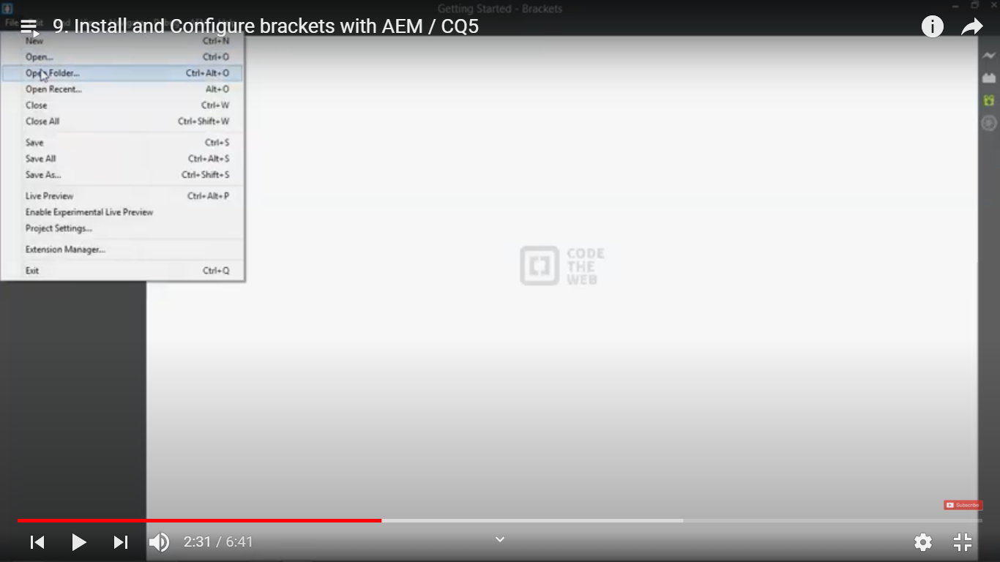 Getting Started - Brackets
File
9. Install and Configure brackets with AEM / CQ5
New Ctrl+N
Open... Ctrl+O
Open Folder... Ctrl+Alt+O
Open Recent... Alt+O
Close Ctrl+W
Close All Ctrl+Shift+W
Save Ctrl+S
Save All Ctrl+Alt+S
Save As... Ctrl+Shift+S
Live Preview Ctrl+Alt+P
Enable Experimental Live Preview
Project Settings...
Extension Manager...
Exit Ctrl+Q
CODE
THE
WEB
Subscribe
2:31 / 6:41